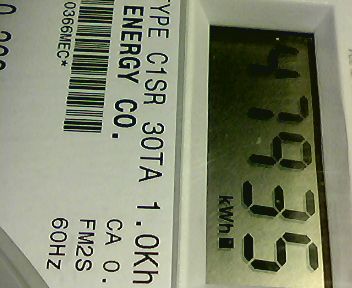 47935
kWh
TYPE C1SR 30TA 1.0Kh
ENERGY CO.
CA 0.
FM2S
60HZ
0366MEC*